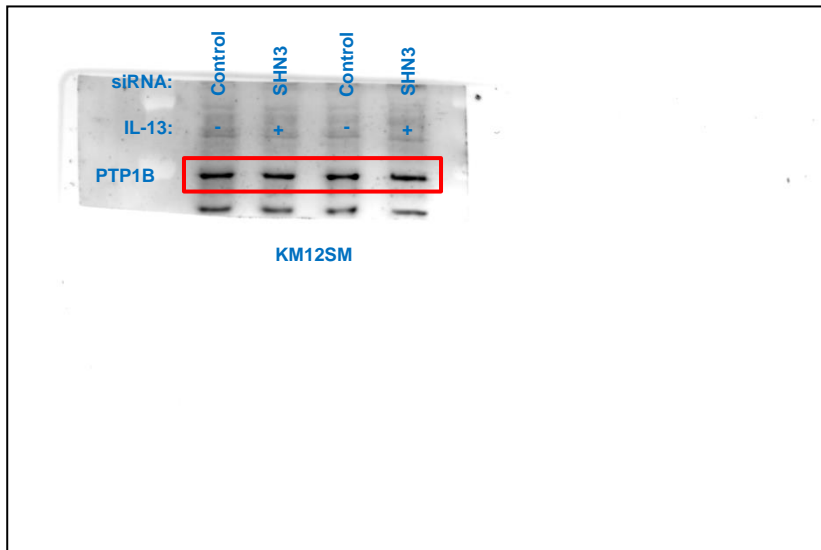 siRNA: Control SHN3 Control SHN3
IL-13: - + - +
PTP1B
KM12SM